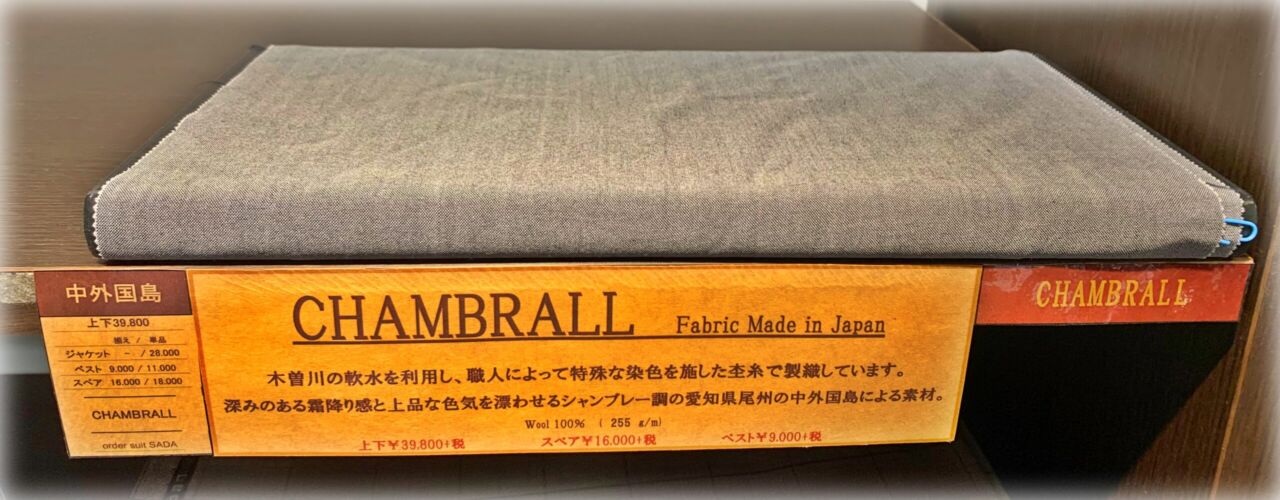 中外国島
上下39.800
揃え / 単品
ジャケット - / 28.000
ベスト 9.000 / 11.000
スペア 16.000 / 18.000
CHAMBRALL
order suit SADA
CHAMBRALL Fabric Made in Japan
木曽川の軟水を利用し、職人によって特殊な染色を施した杢糸で製織しています。
深みのある霜降り感と上品な色気を漂わせるシャンブレー調の愛知県尾州の中外国島による素材。
Wool 100% ( 255 g/m)
上下¥39.800+税 スペア¥16.000+税 ベスト¥9.000+税
CHAMBRALL